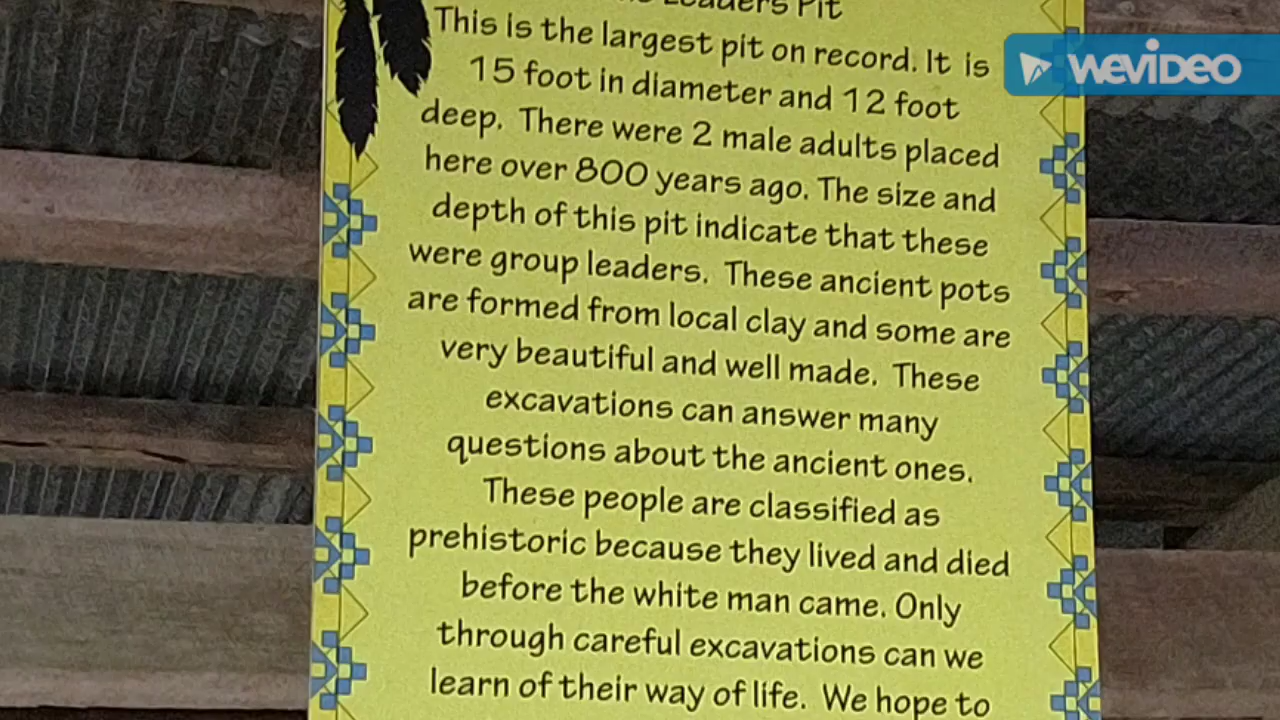 Leaders Pit
This is the largest pit on record. It is
15 foot in diameter and 12 foot
deep. There were 2 male adults placed
here over 800 years ago. The size and
depth of this pit indicate that these
were group leaders. These ancient pots
are formed from local clay and some are
very beautiful and well made. These
excavations can answer many
questions about the ancient ones.
These people are classified as
prehistoric because they lived and died
before the white man came. Only
through careful excavations can we
learn of their way of life. We hope to
WeVideo